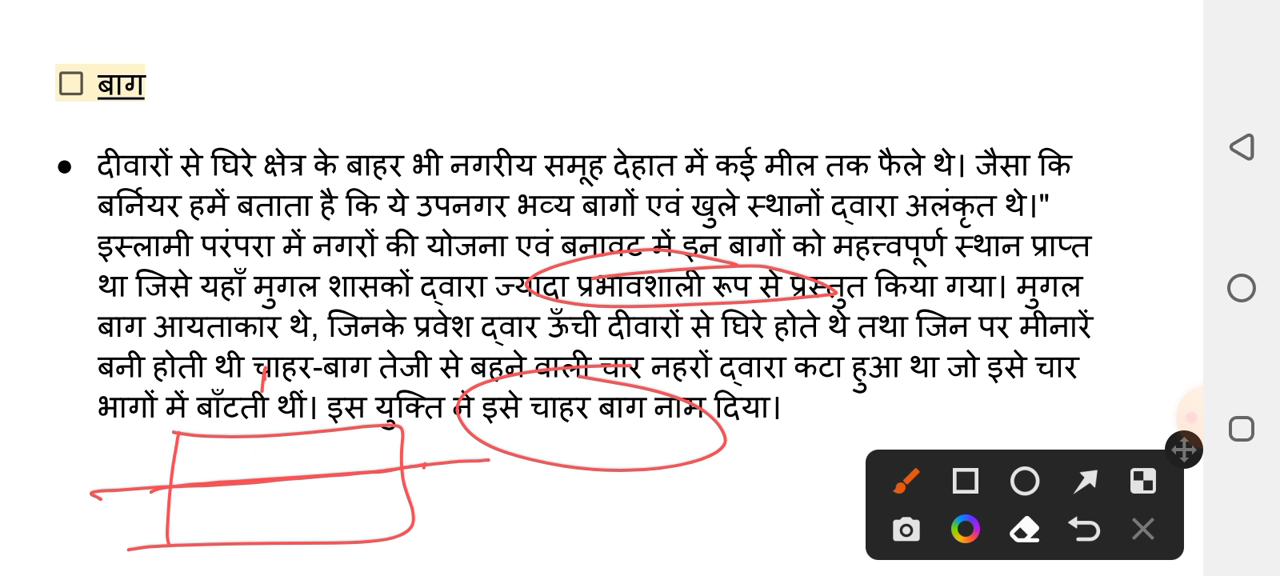 बाग
दीवारों से घिरे क्षेत्र के बाहर भी नगरीय समूह देहात में कई मील तक फैले थे। जैसा कि
बर्नियर हमें बताता है कि ये उपनगर भव्य बागों एवं खुले स्थानों द्वारा अलंकृत थे।"
इस्लामी परंपरा में नगरों की योजना एवं बनावट में इन बागों को महत्त्वपूर्ण स्थान प्राप्त
था जिसे यहाँ मुगल शासकों द्वारा ज्यादा प्रभावशाली रूप से प्रस्तुत किया गया। मुगल
बाग आयताकार थे, जिनके प्रवेश द्वार ऊँची दीवारों से घिरे होते थे तथा जिन पर मीनारें
बनी होती थी चाहर-बाग तेजी से बहने वाली चार नहरों द्वारा कटा हुआ था जो इसे चार
भागों में बाँटती थीं। इस युक्ति ने इसे चाहर बाग नाम दिया।